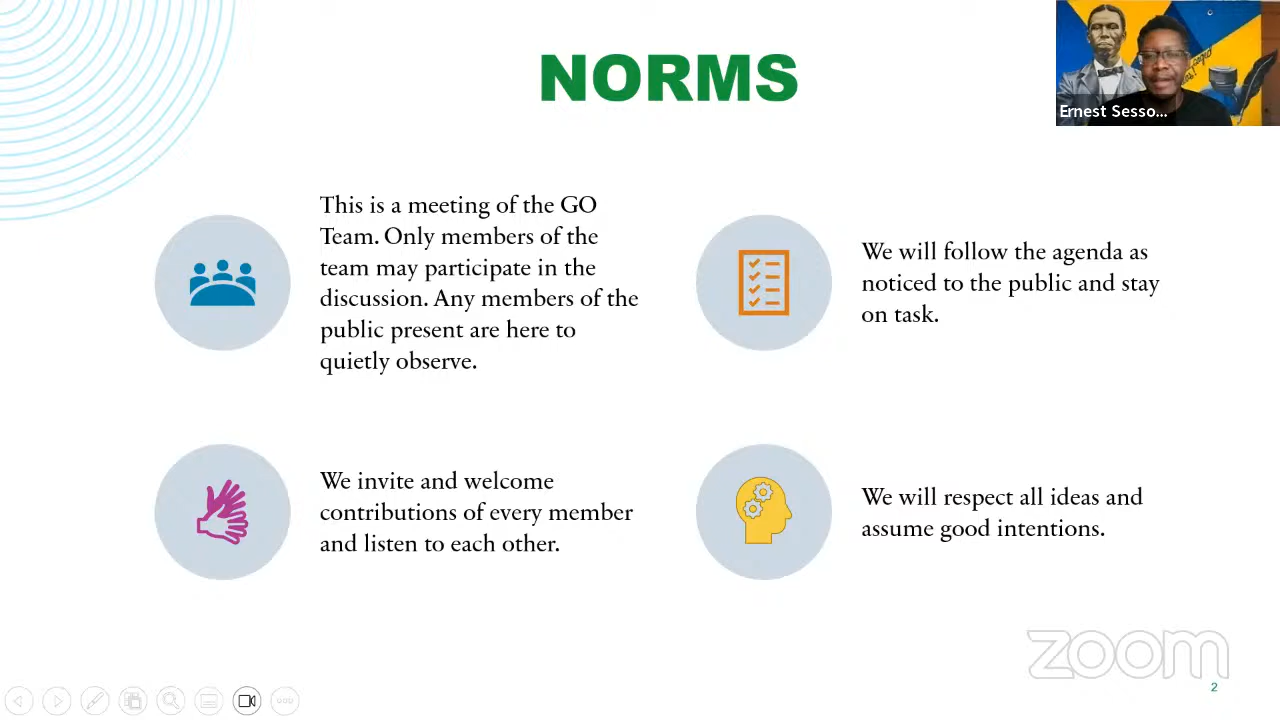 NORMS
Ernest Sesso...
This is a meeting of the GO
Team. Only members of the
team may participate in the
discussion. Any members of the
public present are here to
quietly observe.
We will follow the agenda as
noticed to the public and stay
on task.
We invite and welcome
contributions of every member
and listen to each other.
We will respect all ideas and
assume good intentions.
zoom
2